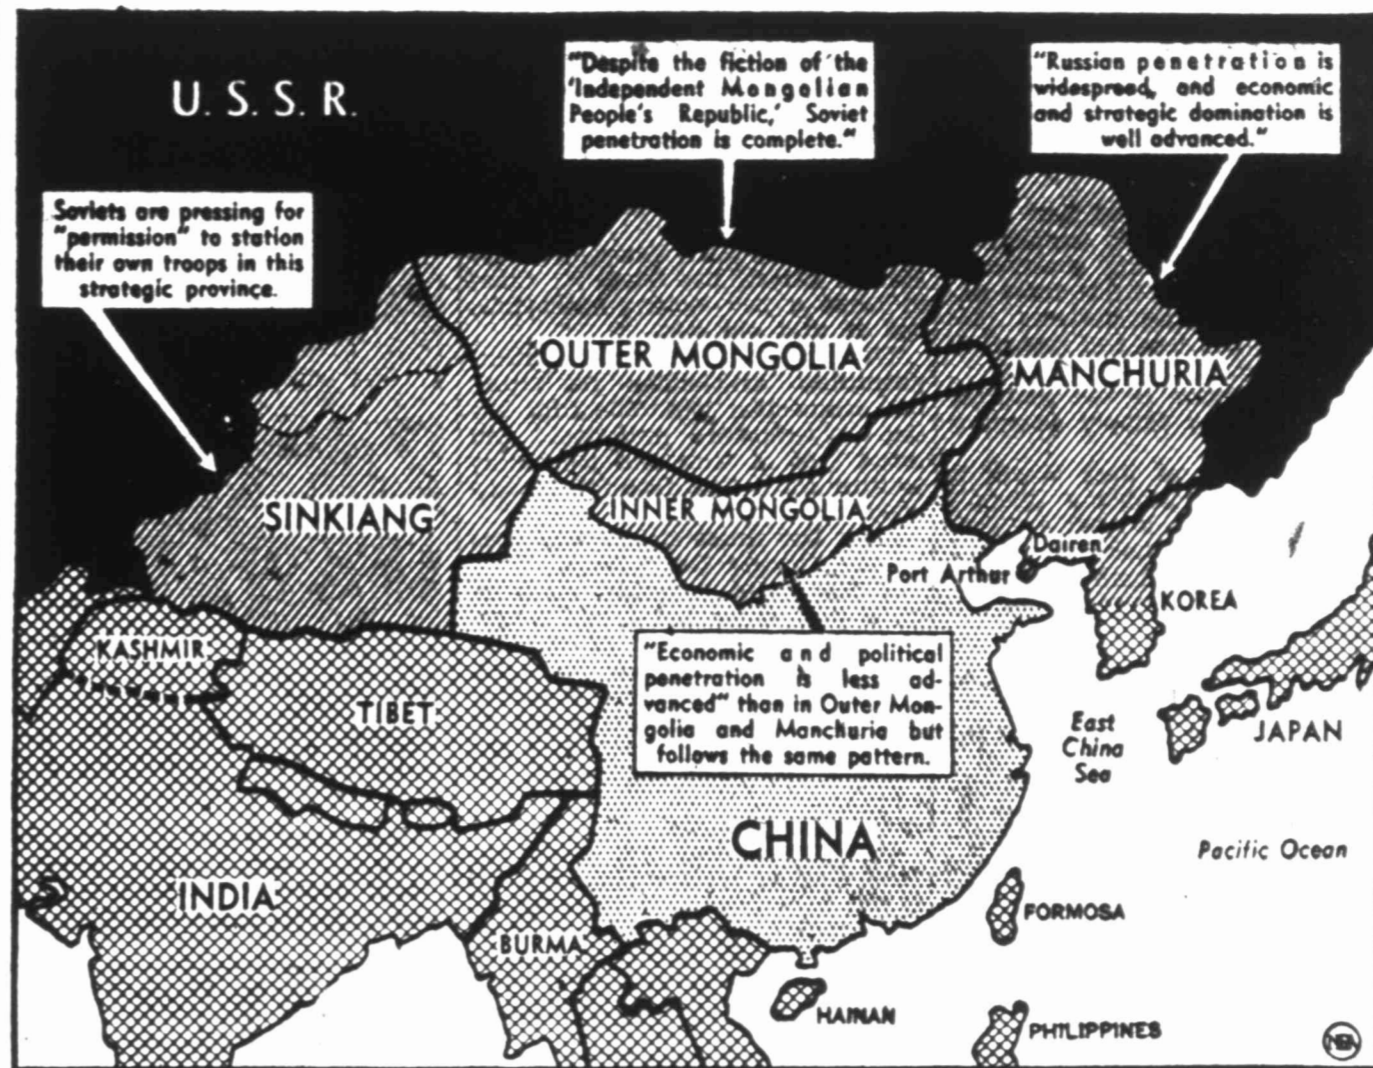 U. S. S. R.
"Despite the fiction of the
'Independent Mongolian
People's Republic,' Soviet
penetration is complete."
"Russian penetration is
widespread, and economic
and strategic domination is
well advanced."
Soviets are pressing for
"permission" to station
their own troops in this
strategic province.
OUTER MONGOLIA
MANCHURIA
SINKIANG
INNER MONGOLIA
Dairen
Port Arthur
KOREA
KASHMIR
"Economic and political
penetration is less ad-
vanced" than in Outer Mon-
golia and Manchuria but
follows the same pattern.
TIBET
East
China
Sea
JAPAN
CHINA
Pacific Ocean
INDIA
FORMOSA
BURMA
HAINAN
PHILIPPINES
NEA